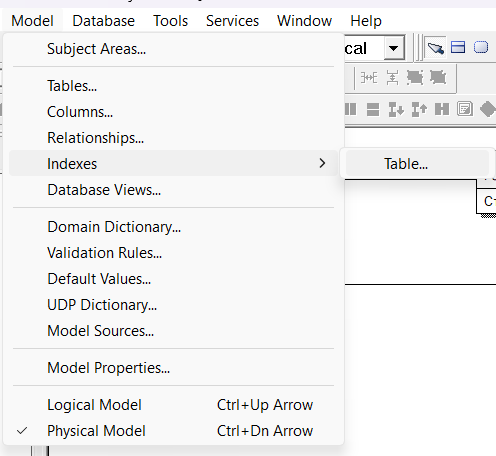 Model Database Tools Services Window Help
Subject Areas...
cal
Tables...
Columns...
Relationships...
Indexes
Table...
Database Views...
Domain Dictionary...
Validation Rules...
Default Values...
UDP Dictionary...
Model Sources...
Model Properties...
Logical Model Ctrl+Up Arrow
Physical Model Ctrl+Dn Arrow